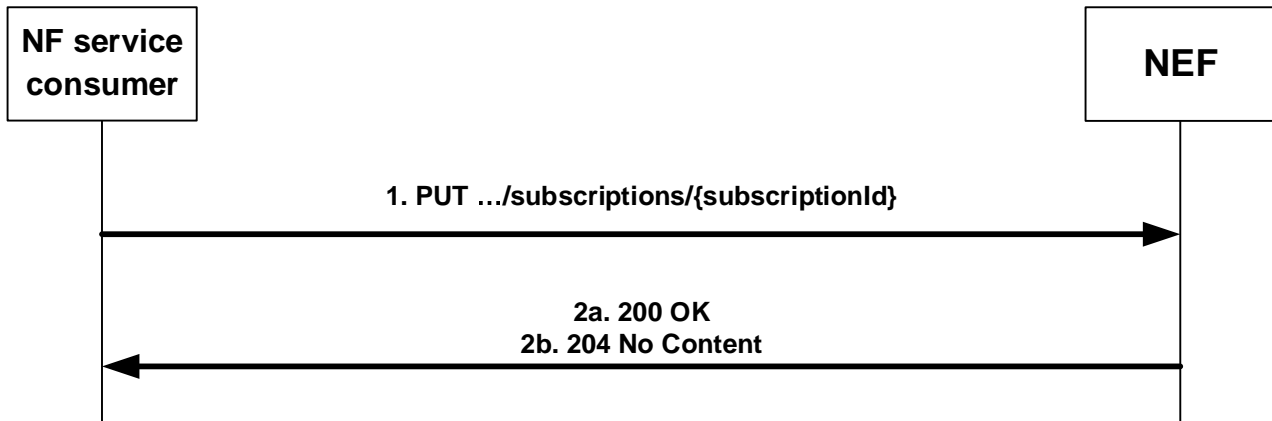 NF service
consumer
NEF
1. PUT …/subscriptions/{subscriptionId}
2a. 200 OK
2b. 204 No Content